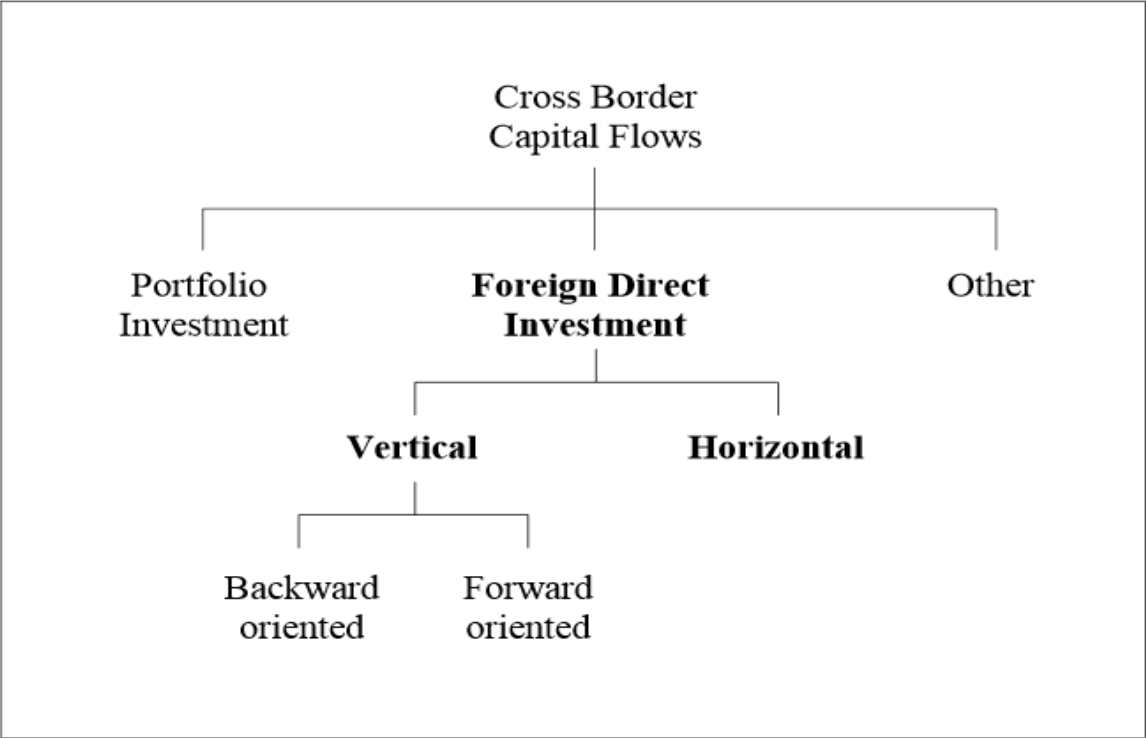 Cross Border
Capital Flows
Portfolio
Investment
Foreign Direct
Investment
Other
Vertical
Horizontal
Backward
oriented
Forward
oriented